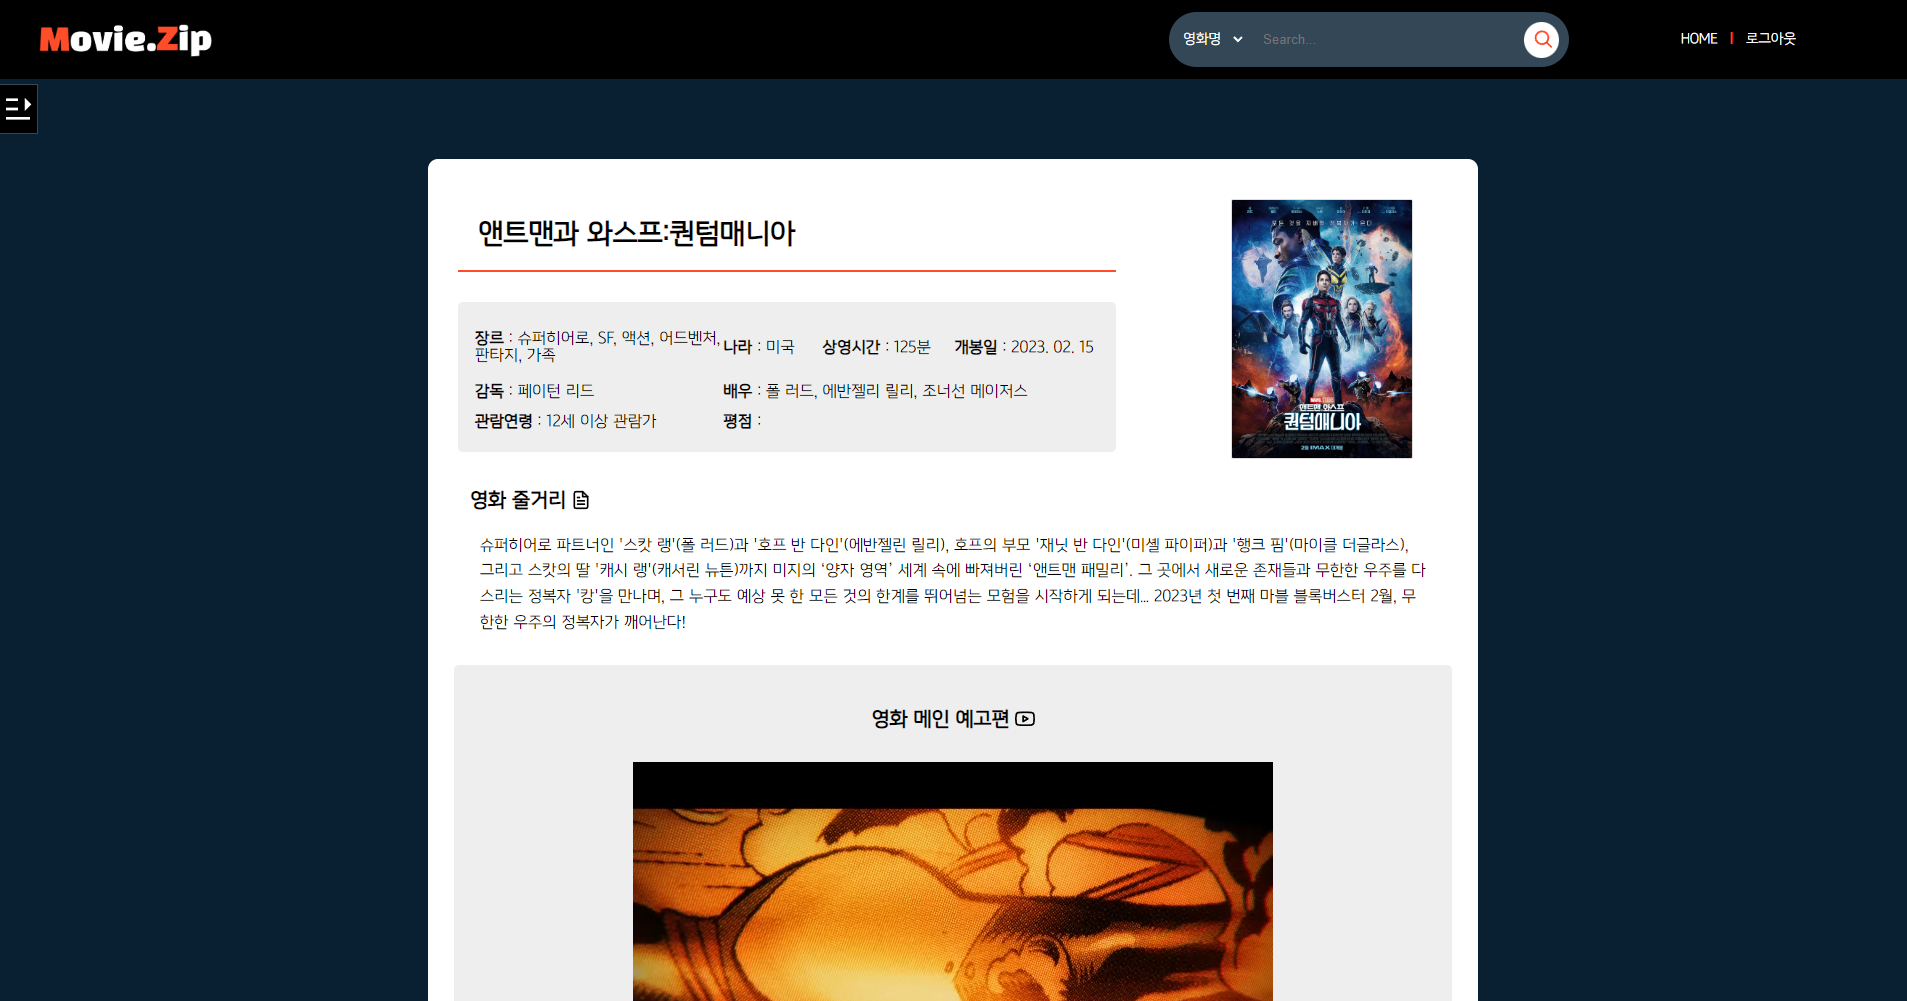 Movie.Zip
영화명
Search...
HOME
로그아웃
앤트맨과 와스프:퀀텀매니아
장르 : 슈퍼히어로, SF, 액션, 어드벤처,
판타지, 가족
나라 : 미국
상영시간 : 125분
개봉일 : 2023. 02. 15
감독 : 페이턴 리드
배우 : 폴 러드, 에반젤리 릴리, 조너선 메이저스
관람연령 : 12세 이상 관람가
평점 :
앤트맨 와스프
퀀텀매니아
영화 줄거리
슈퍼히어로 파트너인 '스캇 랭'(폴 러드)과 '호프 반 다인'(에반젤린 릴리), 호프의 부모 '재닛 반 다인'(미셸 파이퍼)과 '행크 핌'(마이클 더글라스),
그리고 스캇의 딸 '캐시 랭'(캐서린 뉴튼)까지 미지의 ‘양자 영역’ 세계 속에 빠져버린 ‘앤트맨 패밀리’. 그 곳에서 새로운 존재들과 무한한 우주를 다
스리는 정복자 '캉'을 만나며, 그 누구도 예상 못 한 모든 것의 한계를 뛰어넘는 모험을 시작하게 되는데... 2023년 첫 번째 마블 블록버스터 2월, 무
한한 우주의 정복자가 깨어난다!
영화 메인 예고편